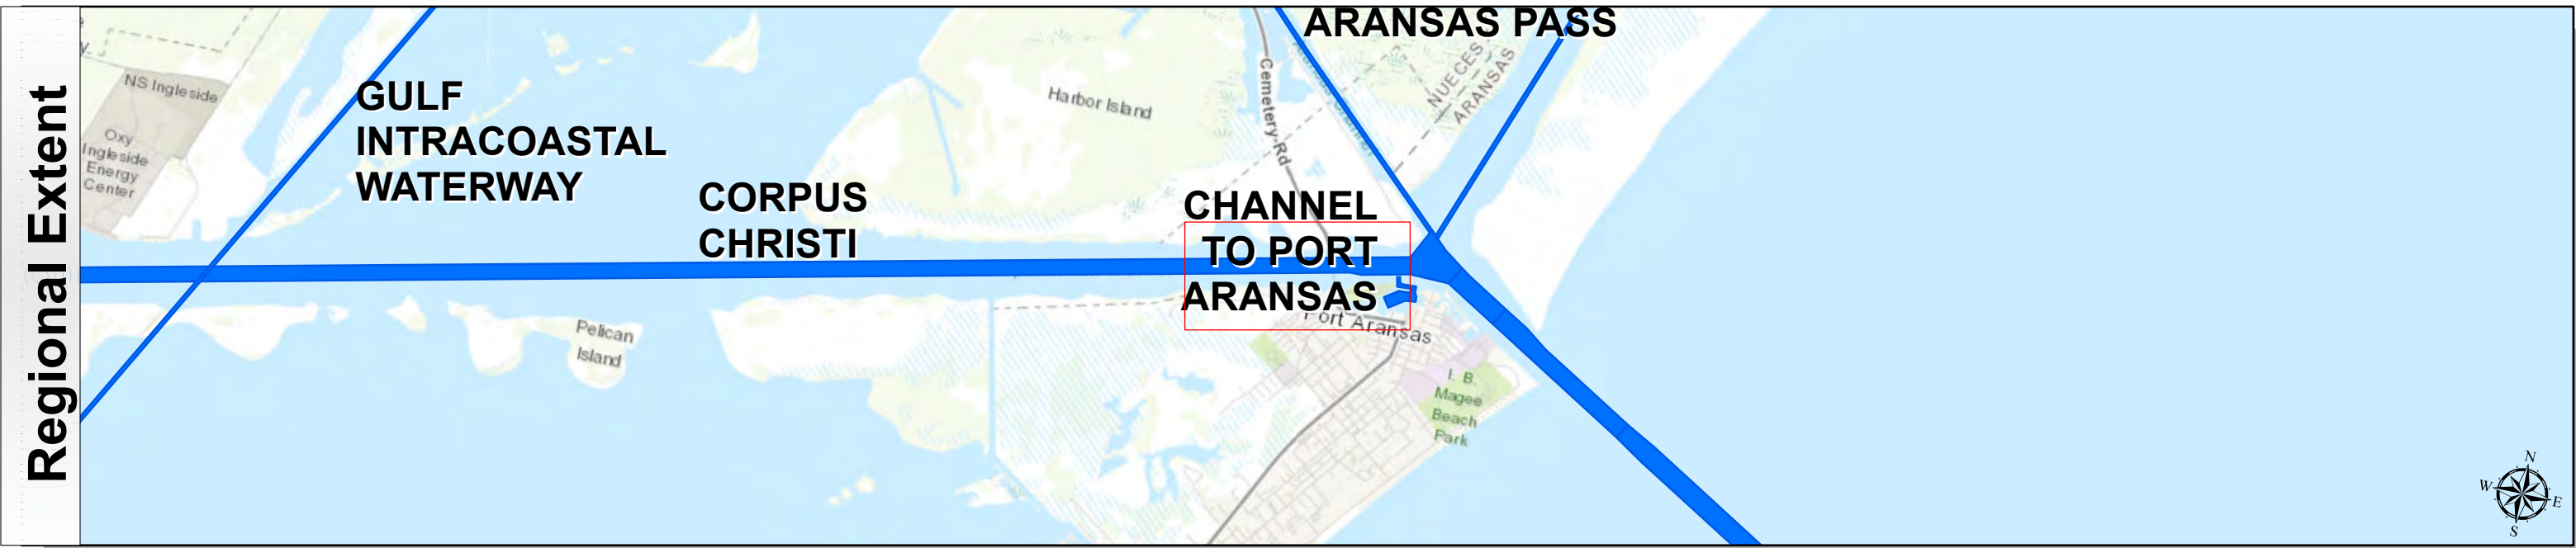 Regional Extent
ARANSAS PASS
NS Ingleside
Oxy
Ingleside
Energy
Center
GULF
INTRACOASTAL
WATERWAY
CORPUS
CHRISTI
Harbor Island
Cemetery Rd
NUECES
ARANSAS
CHANNEL
TO PORT
ARANSAS
Port Aransas
Pelican
Island
I. B.
Magee
Beach
Park
N
W
E
S